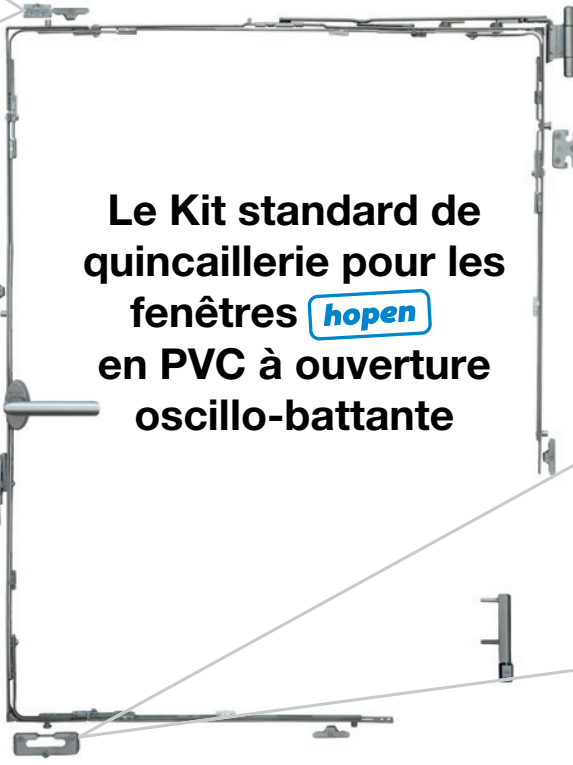 Le Kit standard de
quincaillerie pour les
fenêtres hopen
en PVC à ouverture
oscillo-battante